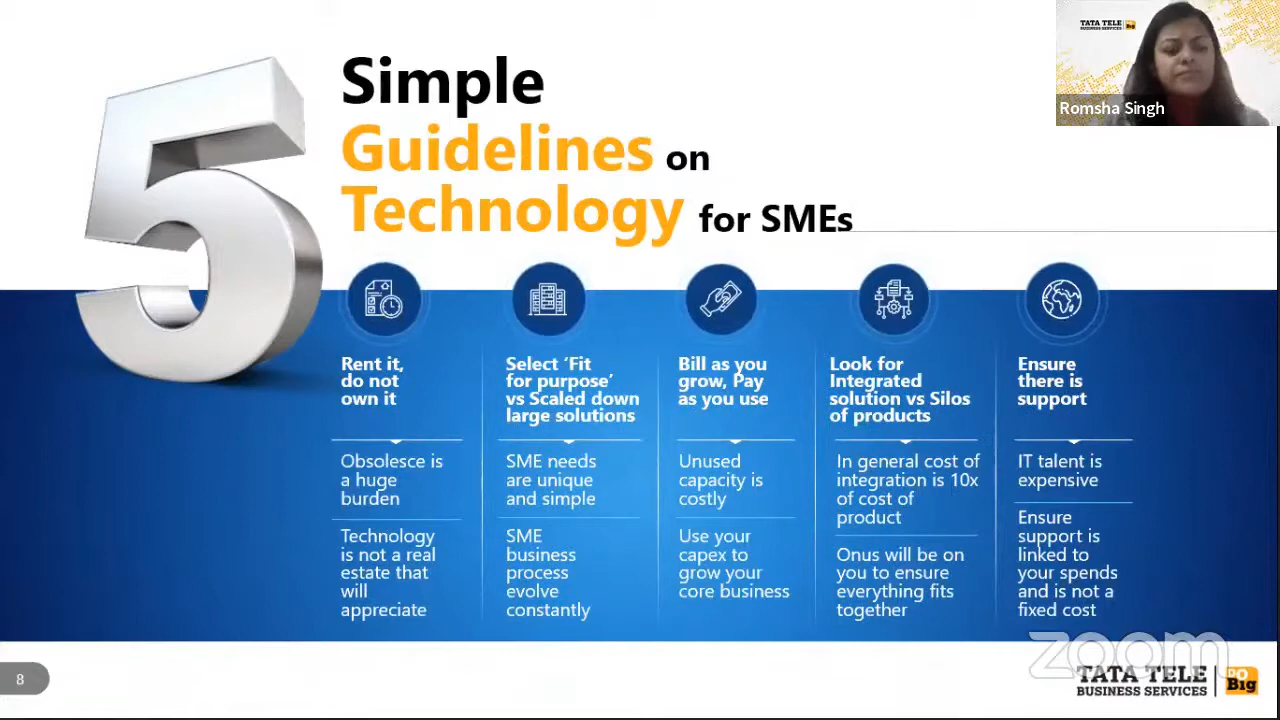 TATA TELE
BUSINESS SERVICES
Big
Romsha Singh
5
Simple
Guidelines on
Technology for SMEs
Rent it,
do not
own it
Obsolesce is
a huge
burden
Technology
is not a real
estate that
will
appreciate
Select ‘Fit
for purpose’
vs Scaled down
large solutions
SME needs
are unique
and simple
SME
business
process
evolve
constantly
Bill as you
grow, Pay
as you use
Unused
capacity is
costly
Use your
capex to
grow your
core business
Look for
Integrated
solution vs Silos
of products
In general cost of
integration is 10x
of cost of
product
Onus will be on
you to ensure
everything fits
together
Ensure
there is
support
IT talent is
expensive
Ensure
support is
linked to
your spends
and is not a
fixed cost
zoom
8
TATA TELE
BUSINESS SERVICES
DO
Big